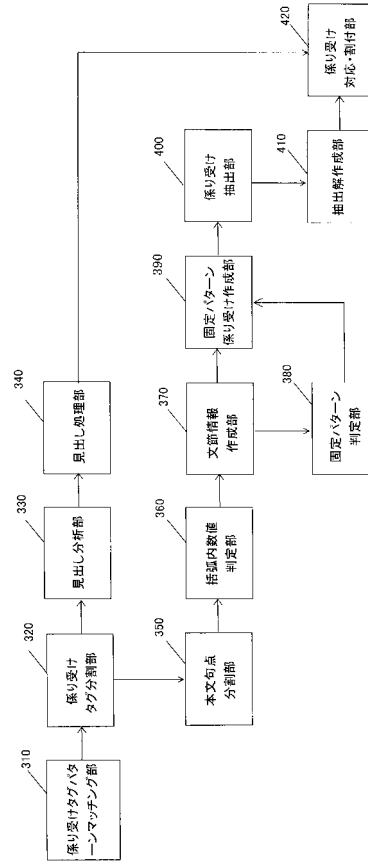 310
係り受けタグパタ
ーンマッチング部
320
係り受け
タグ分割部
330
見出し分析部
340
見出し処理部
350
本文句点
分割部
360
括弧内数値
判定部
370
文節情報
作成部
380
固定パターン
判定部
390
固定パターン
係り受け作成部
400
係り受け
抽出部
410
抽出解作成部
420
係り受け
対応・割付部